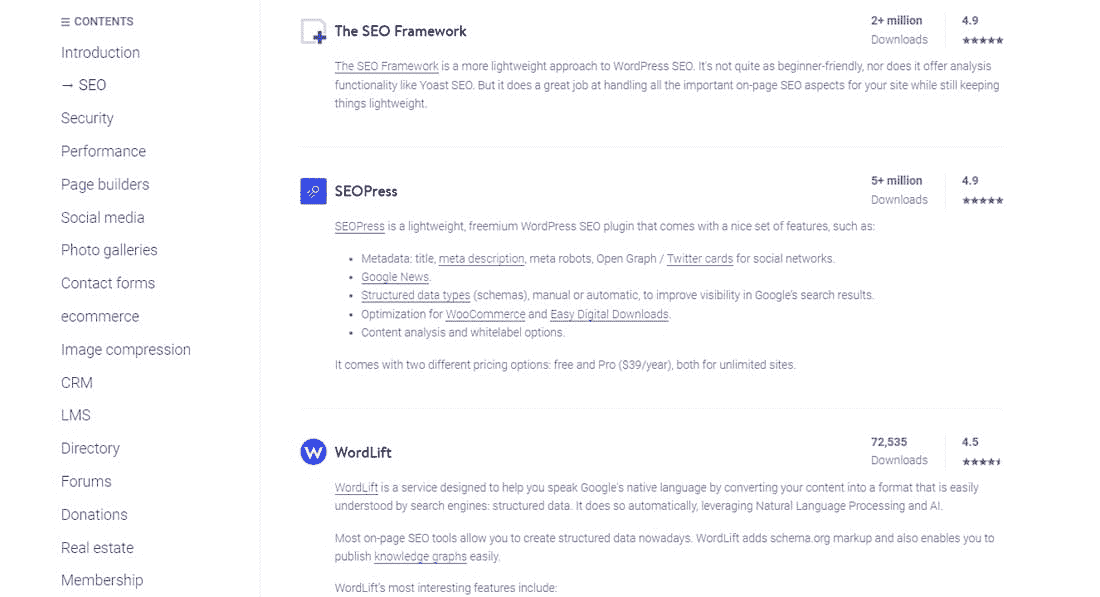 ☰ CONTENTS
Introduction
→ SEO
Security
Performance
Page builders
Social media
Photo galleries
Contact forms
ecommerce
Image compression
CRM
LMS
Directory
Forums
Donations
Real estate
Membership
The SEO Framework
2+ million
Downloads
4.9
★★★★★
The SEO Framework is a more lightweight approach to WordPress SEO. It's not quite as beginner-friendly, nor does it offer analysis
functionality like Yoast SEO. But it does a great job at handling all the important on-page SEO aspects for your site while still keeping
things lightweight.
SEOPress
5+ million
Downloads
4.9
★★★★★
SEOPress is a lightweight, freemium WordPress SEO plugin that comes with a nice set of features, such as:
• Metadata: title, meta description, meta robots, Open Graph / Twitter cards for social networks.
• Google News.
• Structured data types (schemas), manual or automatic, to improve visibility in Google's search results.
• Optimization for WooCommerce and Easy Digital Downloads.
• Content analysis and whitelabel options.
It comes with two different pricing options: free and Pro ($39/year), both for unlimited sites.
W
WordLift
72,535
Downloads
4.5
WordLift is a service designed to help you speak Google's native language by converting your content into a format that is easily
understood by search engines: structured data. It does so automatically, leveraging Natural Language Processing and AI.
Most on-page SEO tools allow you to create structured data nowadays. WordLift adds schema.org markup and also enables you to
publish knowledge graphs easily.
WordLift's most interesting features include: